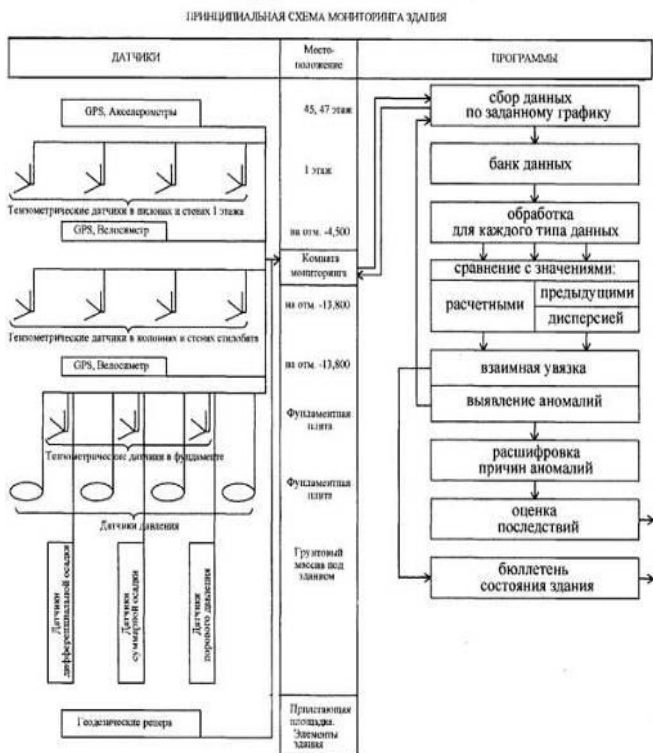 ПРИНЦИПИАЛЬНАЯ СХЕМА МОНИТОРИНГА ЗДАНИЯ
ДАТЧИКИ
Место-
положение
ПРОГРАММЫ
GPS, Акселерометры
45, 47 этаж
Тензометрические датчики в пилонах и стенах 1 этажа
1 этаж
GPS, Велосиметр
на отм. -4,500
Комната
мониторинга
Тензометрические датчики в колоннах и стенах стилобата
на отм. -13,800
GPS, Велосиметр
на отм. -13,800
Тензометрические датчики в фундаменте
Фундаментная
плита
Датчики давления
Фундаментная
плита
Датчики
дифференциальной осадки
Датчики
суммарной осадки
Датчики
порового давления
Грунтовый
массив под
зданием
Геодезические репера
Прилегающая
площадка.
Элементы
здания
сбор данных
по заданному графику
банк данных
обработка
для каждого типа данных
сравнение с значениями:
расчетными
предыдущими
дисперсией
взаимная увязка
выявление аномалий
расшифровка
причин аномалий
оценка
последствий
бюллетень
состояния здания